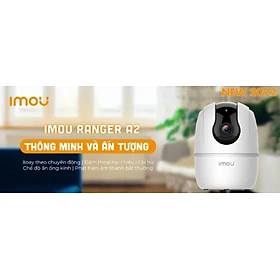 imou
NEW 2022
IMOU RANGER A2
THÔNG MINH VÀ ẤN TƯỢNG
Xoay theo chuyển động | Đàm thoại hai chiều | Còi hú
Chế độ ẩn ống kính | Phát hiện âm thanh bất thường
imou